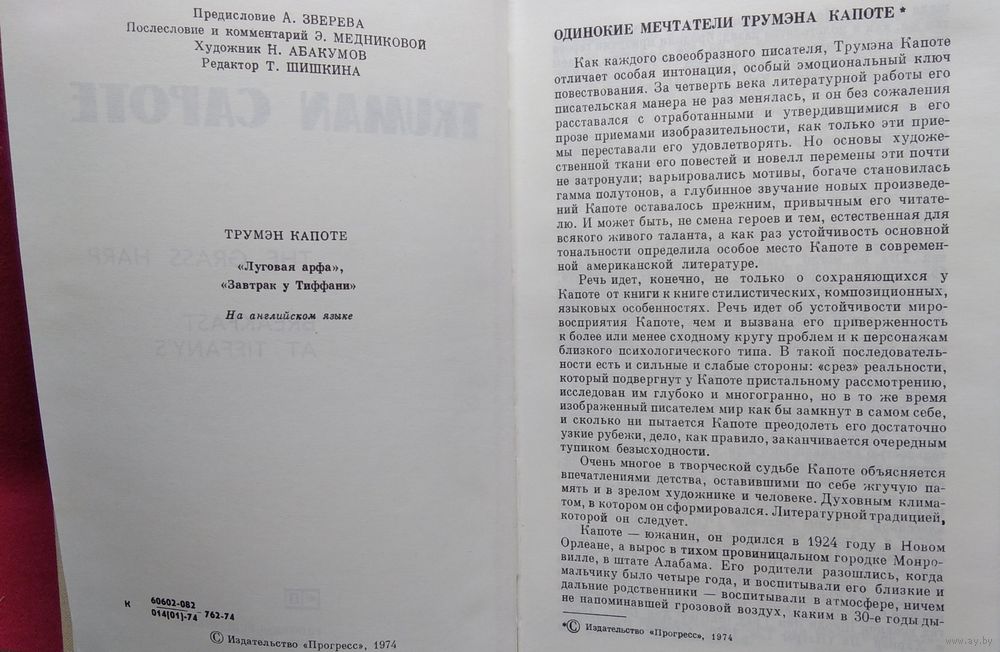 Предисловие А. ЗВЕРЕВА
Послесловие и комментарий Э. МЕДНИКОВОЙ
Художник Н. АБАКУМОВ
Редактор Т. ШИШКИНА
TRUMAN CAPOTE
THE GRASS HARP
BREAKFAST
AT TIFFANY'S
ТРУМЭН КАПОТЕ
«Луговая арфа»,
«Завтрак у Тиффани»
На английском языке
К 60602-082
014(01)-74 762-74
© Издательство «Прогресс», 1974
ОДИНОКИЕ МЕЧТАТЕЛИ ТРУМЭНА КАПОТЕ *
Как каждого своеобразного писателя, Трумэна Капоте
отличает особая интонация, особый эмоциональный ключ
повествования. За четверть века литературной работы его
писательская манера не раз менялась, и он без сожаления
расставался с отработанными и утвердившимися в его
прозе приемами изобразительности, как только эти прие-
мы переставали его удовлетворять. Но основы художе-
ственной ткани его повестей и новелл перемены эти почти
не затронули; варьировались мотивы, богаче становилась
гамма полутонов, а глубинное звучание новых произведе-
ний Капоте оставалось прежним, привычным его читате-
лю. И может быть, не смена героев и тем, естественная для
всякого живого таланта, а как раз устойчивость основной
тональности определила особое место Капоте в современ-
ной американской литературе.
Речь идет, конечно, не только о сохраняющихся у
Капоте от книги к книге стилистических, композиционных,
языковых особенностях. Речь идет об устойчивости миро-
восприятия Капоте, чем и вызвана его приверженность
к более или менее сходному кругу проблем и к персонажам
близкого психологического типа. В такой последователь-
ности есть и сильные и слабые стороны: «срез» реальности,
который подвергнут у Капоте пристальному рассмотрению,
исследован им глубоко и многогранно, но в то же время
изображенный писателем мир как бы замкнут в самом себе,
и сколько ни пытается Капоте преодолеть его достаточно
узкие рубежи, дело, как правило, заканчивается очередным
тупиком безысходности.
Очень многое в творческой судьбе Капоте объясняется
впечатлениями детства, оставившими по себе жгучую па-
мять и в зрелом художнике и человеке. Духовным клима-
том, в котором он сформировался. Литературной традицией,
которой он следует.
Капоте — южанин, он родился в 1924 году в Новом
Орлеане, а вырос в тихом провинциальном городке Монро-
вилле, в штате Алабама. Его родители разошлись, когда
мальчику было четыре года, и воспитывали его близкие и
дальние родственники — воспитывали в атмосфере, ничем
не напоминавшей грозовой воздух, каким в 30-е годы ды-
*© Издательство «Прогресс», 1974
www.ay.by